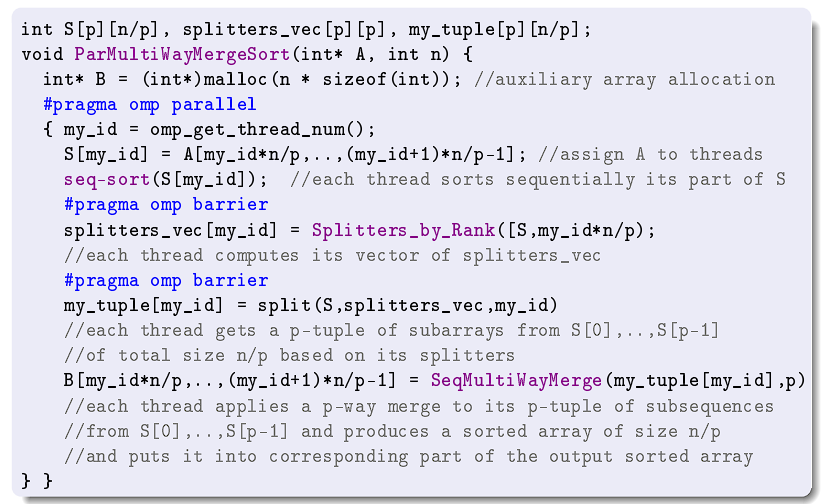 int S[p][n/p], splitters_vec[p][p], my_tuple[p][n/p];
void ParMultiWayMergeSort(int* A, int n) {
  int* B = (int*)malloc(n * sizeof(int)); //auxiliary array allocation
  #pragma omp parallel
  { my_id = omp_get_thread_num();
    S[my_id] = A[my_id*n/p,..,(my_id+1)*n/p-1]; //assign A to threads
    seq-sort(S[my_id]);  //each thread sorts sequentially its part of S
    #pragma omp barrier
    splitters_vec[my_id] = Splitters_by_Rank([S,my_id*n/p);
    //each thread computes its vector of splitters_vec
    #pragma omp barrier
    my_tuple[my_id] = split(S,splitters_vec,my_id)
    //each thread gets a p-tuple of subarrays from S[0],..,S[p-1]
    //of total size n/p based on its splitters
    B[my_id*n/p,..,(my_id+1)*n/p-1] = SeqMultiWayMerge(my_tuple[my_id],p)
    //each thread applies a p-way merge to its p-tuple of subsequences
    //from S[0],..,S[p-1] and produces a sorted array of size n/p
    //and puts it into corresponding part of the output sorted array
} }